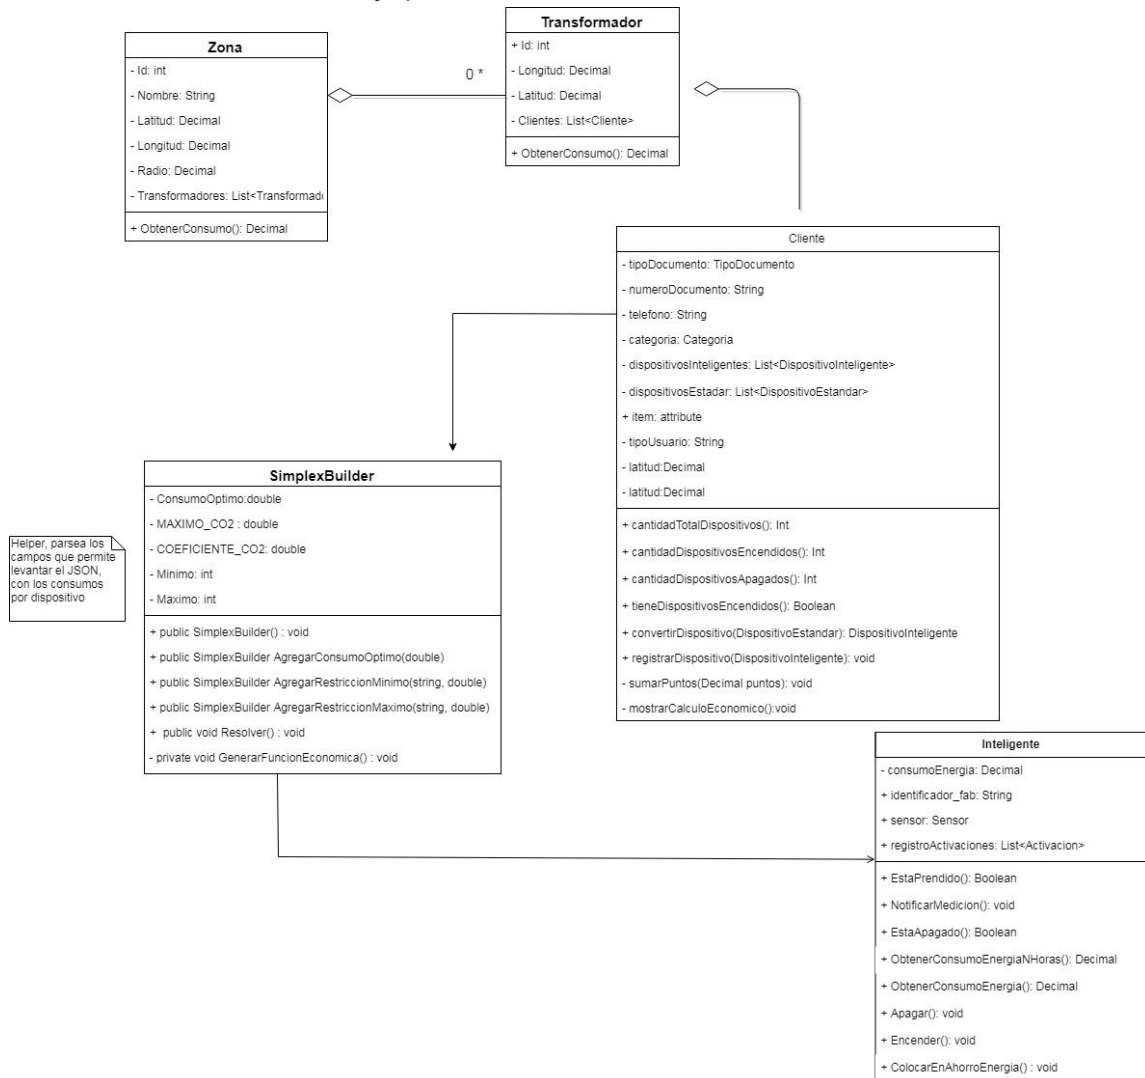 Transformador
+ Id: int
- Longitud: Decimal
- Latitud: Decimal
- Clientes: List<Cliente>
+ ObtenerConsumo(): Decimal
Zona
- Id: int
- Nombre: String
- Latitud: Decimal
- Longitud: Decimal
- Radio: Decimal
- Transformadores: List<Transformad
+ ObtenerConsumo(): Decimal
0 *
Cliente
- tipoDocumento: TipoDocumento
- numeroDocumento: String
- telefono: String
- categoria: Categoria
- dispositivosInteligentes: List<DispositivoInteligente>
- dispositivosEstadar: List<DispositivoEstandar>
+ item: attribute
- tipoUsuario: String
- latitud:Decimal
- latitud:Decimal
+ cantidadTotalDispositivos(): Int
+ cantidadDispositivosEncendidos(): Int
+ cantidadDispositivosApagados(): Int
+ tieneDispositivosEncendidos(): Boolean
+ convertirDispositivo(DispositivoEstandar): DispositivoInteligente
+ registrarDispositivo(DispositivoInteligente): void
- sumarPuntos(Decimal puntos): void
- mostrarCalculoEconomico():void
SimplexBuilder
- ConsumoOptimo:double
- MAXIMO_CO2 : double
- COEFICIENTE_CO2: double
- Minimo: int
- Maximo: int
+ public SimplexBuilder() : void
+ public SimplexBuilder AgregarConsumoOptimo(double)
+ public SimplexBuilder AgregarRestriccionMinimo(string, double)
+ public SimplexBuilder AgregarRestriccionMaximo(string, double)
+ public void Resolver() : void
- private void GenerarFuncionEconomica() : void
Helper, parsea los
campos que permite
levantar el JSON,
con los consumos
por dispositivo
Inteligente
- consumoEnergia: Decimal
+ identificador_fab: String
+ sensor: Sensor
+ registroActivaciones: List<Activacion>
+ EstaPrendido(): Boolean
+ NotificarMedicion(): void
+ EstaApagado(): Boolean
+ ObtenerConsumoEnergiaNHoras(): Decimal
+ ObtenerConsumoEnergia(): Decimal
+ Apagar(): void
+ Encender(): void
+ ColocarEnAhorroEnergia() : void